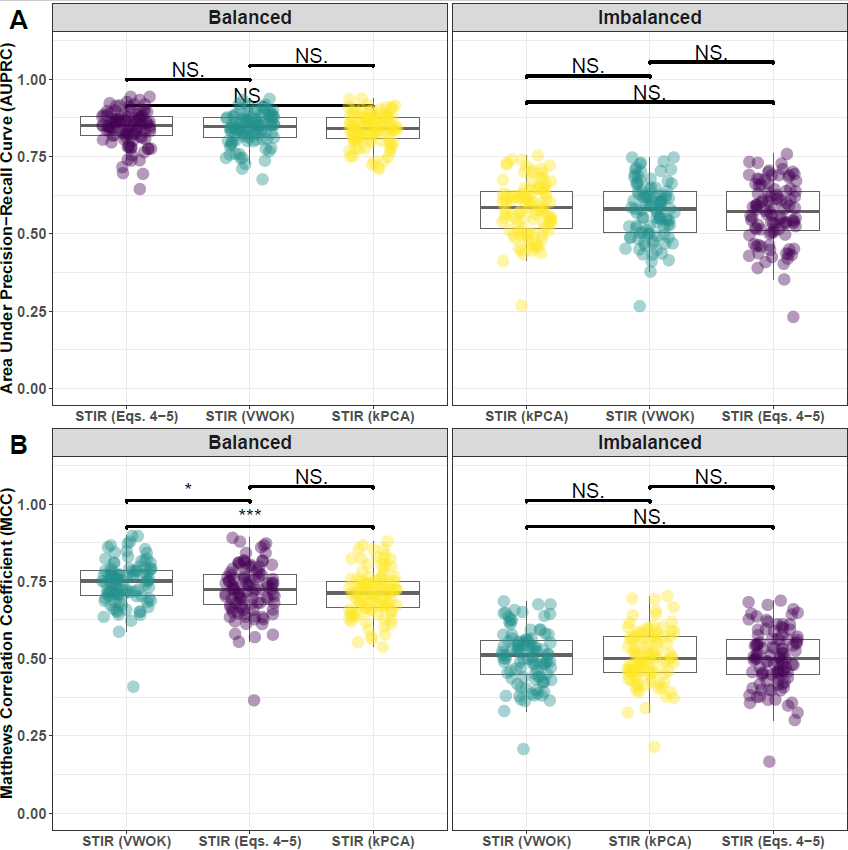 A
Balanced
Imbalanced
Area Under Precision−Recall Curve (AUPRC)
1.00
0.75
0.50
0.25
0.00
NS.
NS.
NS.
NS.
NS.
NS.
STIR (Eqs. 4−5)
STIR (VWOK)
STIR (kPCA)
STIR (kPCA)
STIR (VWOK)
STIR (Eqs. 4−5)
B
Balanced
Imbalanced
Matthews Correlation Coefficient (MCC)
1.00
0.75
0.50
0.25
0.00
NS.
*
***
NS.
NS.
NS.
STIR (VWOK)
STIR (Eqs. 4−5)
STIR (kPCA)
STIR (VWOK)
STIR (kPCA)
STIR (Eqs. 4−5)